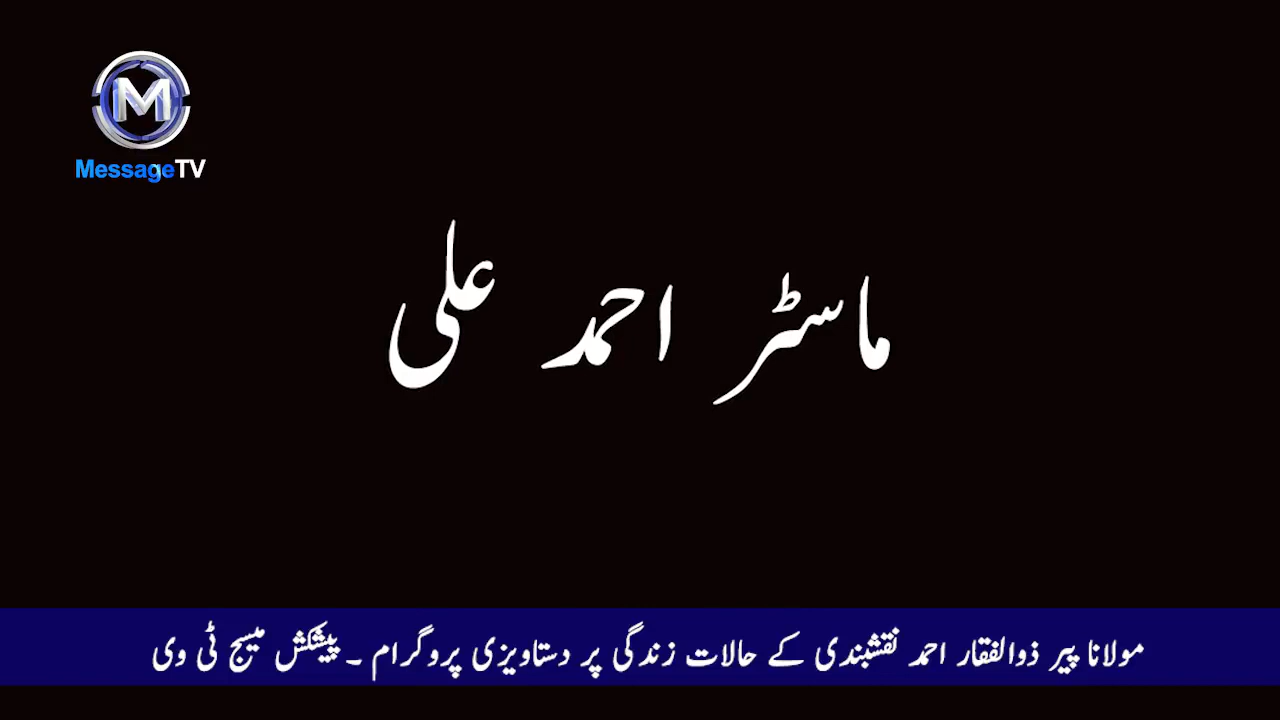 M
MessageTV
ماسٹر احمد علی
مولانا پیر ذوالفقار احمد نقشبندی کے حالات زندگی پر دستاویزی پروگرام ۔ پیشکش میسج ٹی وی